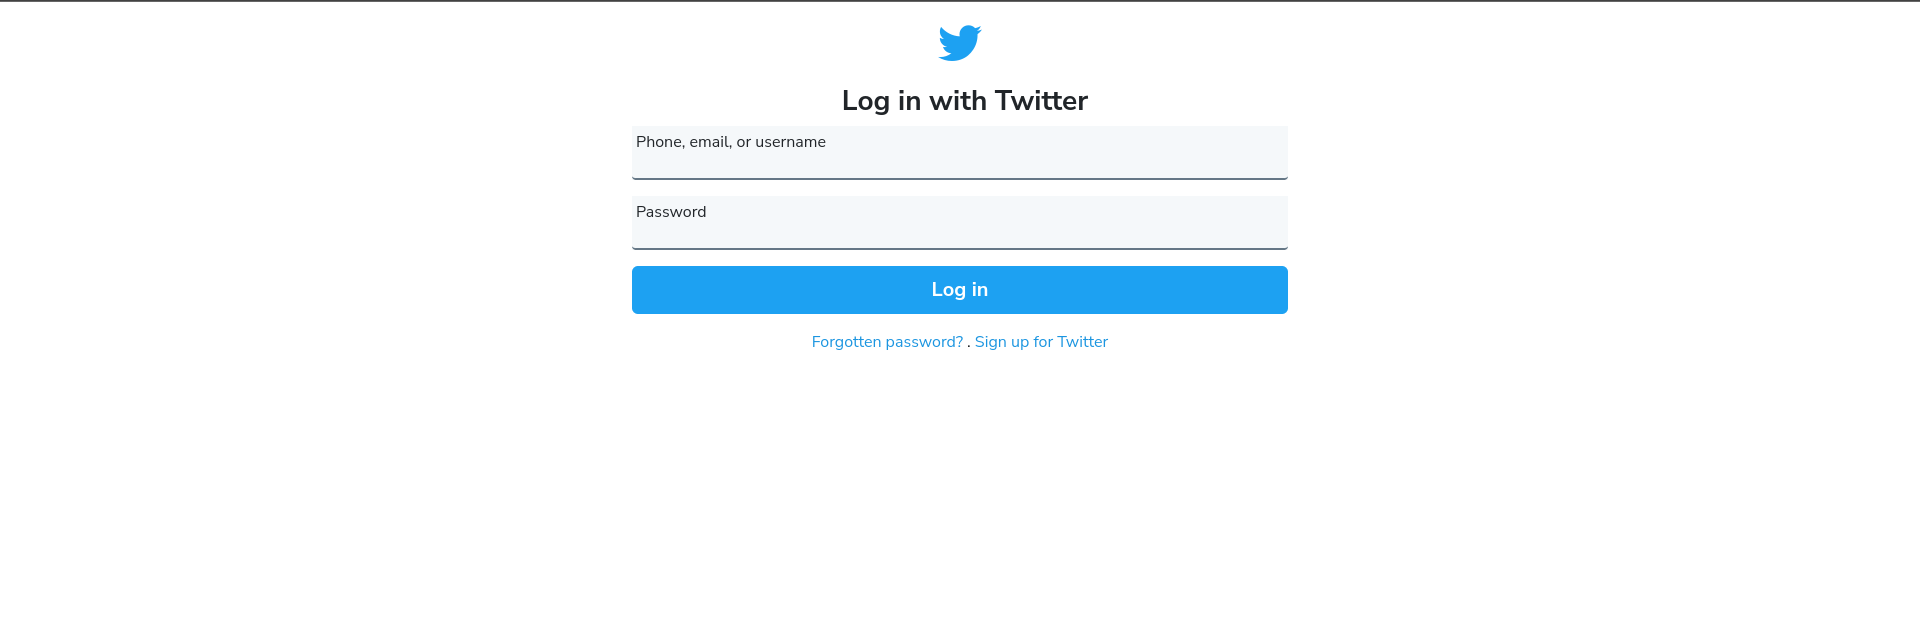 Log in with Twitter
Phone, email, or username
Password
Log in
Forgotten password? . Sign up for Twitter